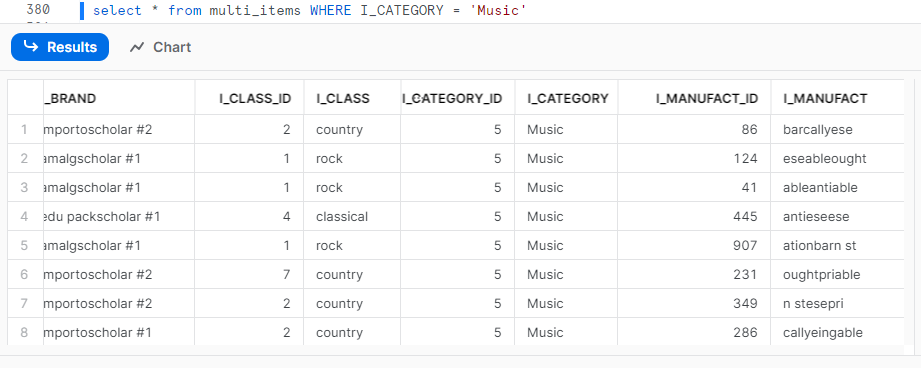 380 select * from multi_items WHERE I_CATEGORY = 'Music'
Results Chart
_BRAND I_CLASS_ID I_CLASS I_CATEGORY_ID I_CATEGORY I_MANUFACT_ID I_MANUFACT
1 mportoscholar #2 2 country 5 Music 86 barcallyese
2 amalgscholar #1 1 rock 5 Music 124 eseableought
3 amalgscholar #1 1 rock 5 Music 41 ableantiable
4 edu packscholar #1 4 classical 5 Music 445 antieseese
5 amalgscholar #1 1 rock 5 Music 907 ationbarn st
6 mportoscholar #2 7 country 5 Music 231 oughtpriable
7 mportoscholar #2 2 country 5 Music 349 n stesepri
8 mportoscholar #1 2 country 5 Music 286 callyeingable